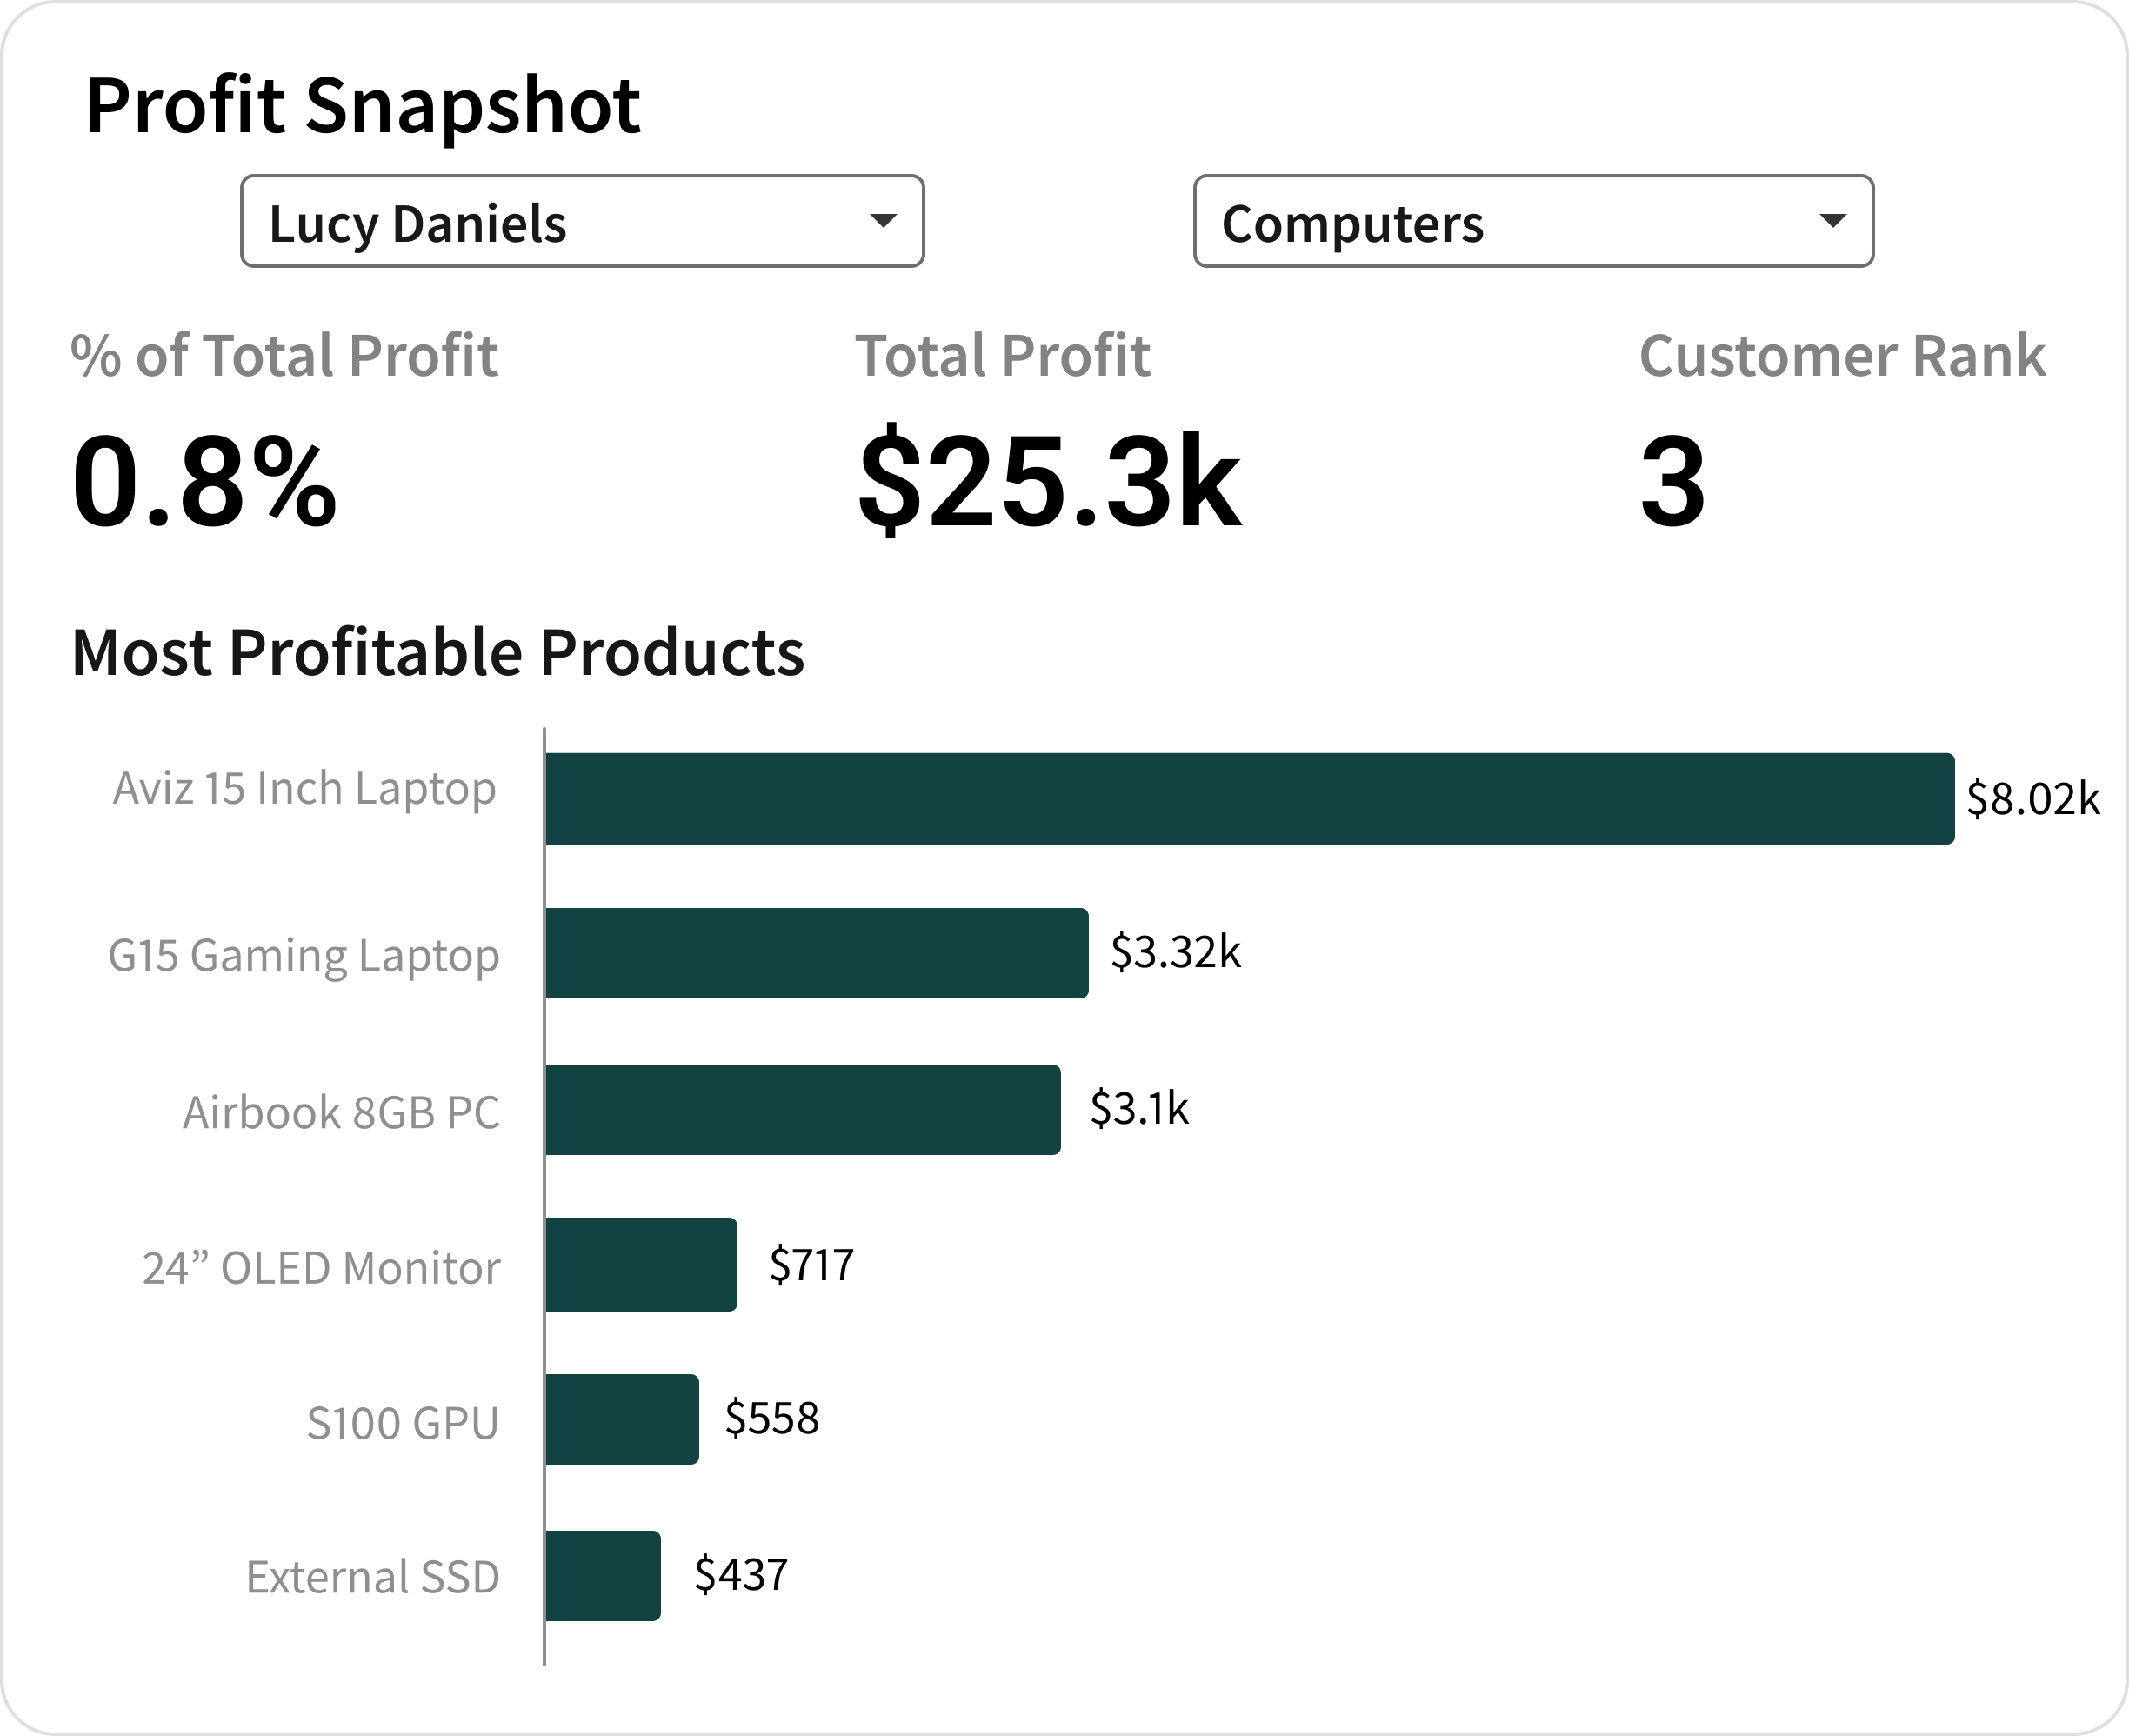 Profit Snapshot
Lucy Daniels
Computers
% of Total Profit
Total Profit
Customer Rank
0.8%
$25.3k
3
Most Profitable Products
Aviz 15 Inch Laptop
$8.02k
G15 Gaming Laptop
$3.32k
Airbook 8GB PC
$3.1k
24” OLED Monitor
$717
S100 GPU
$558
External SSD
$437